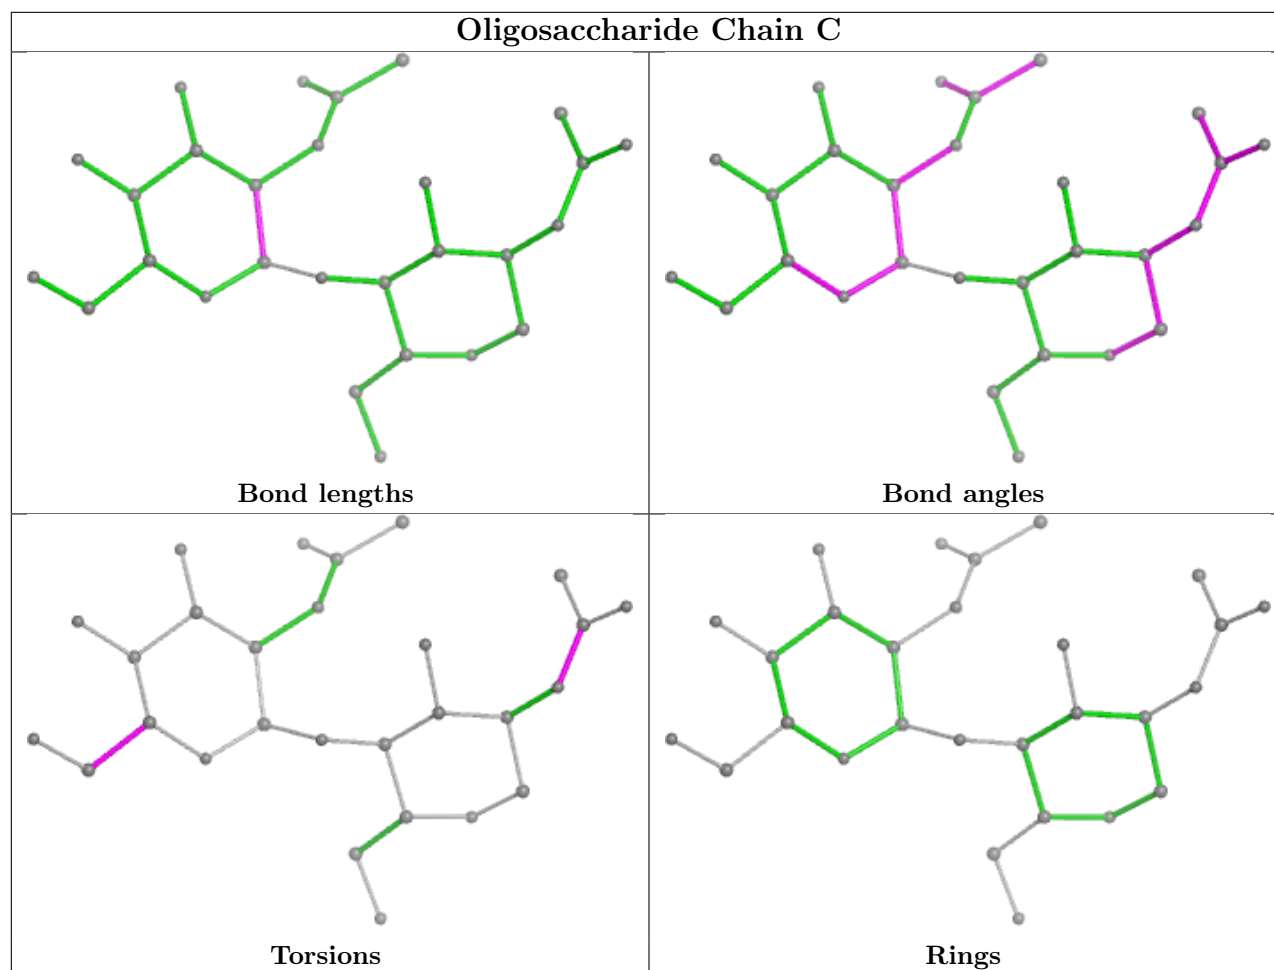 Oligosaccharide Chain C
Bond lengths
Bond angles
Torsions
Rings